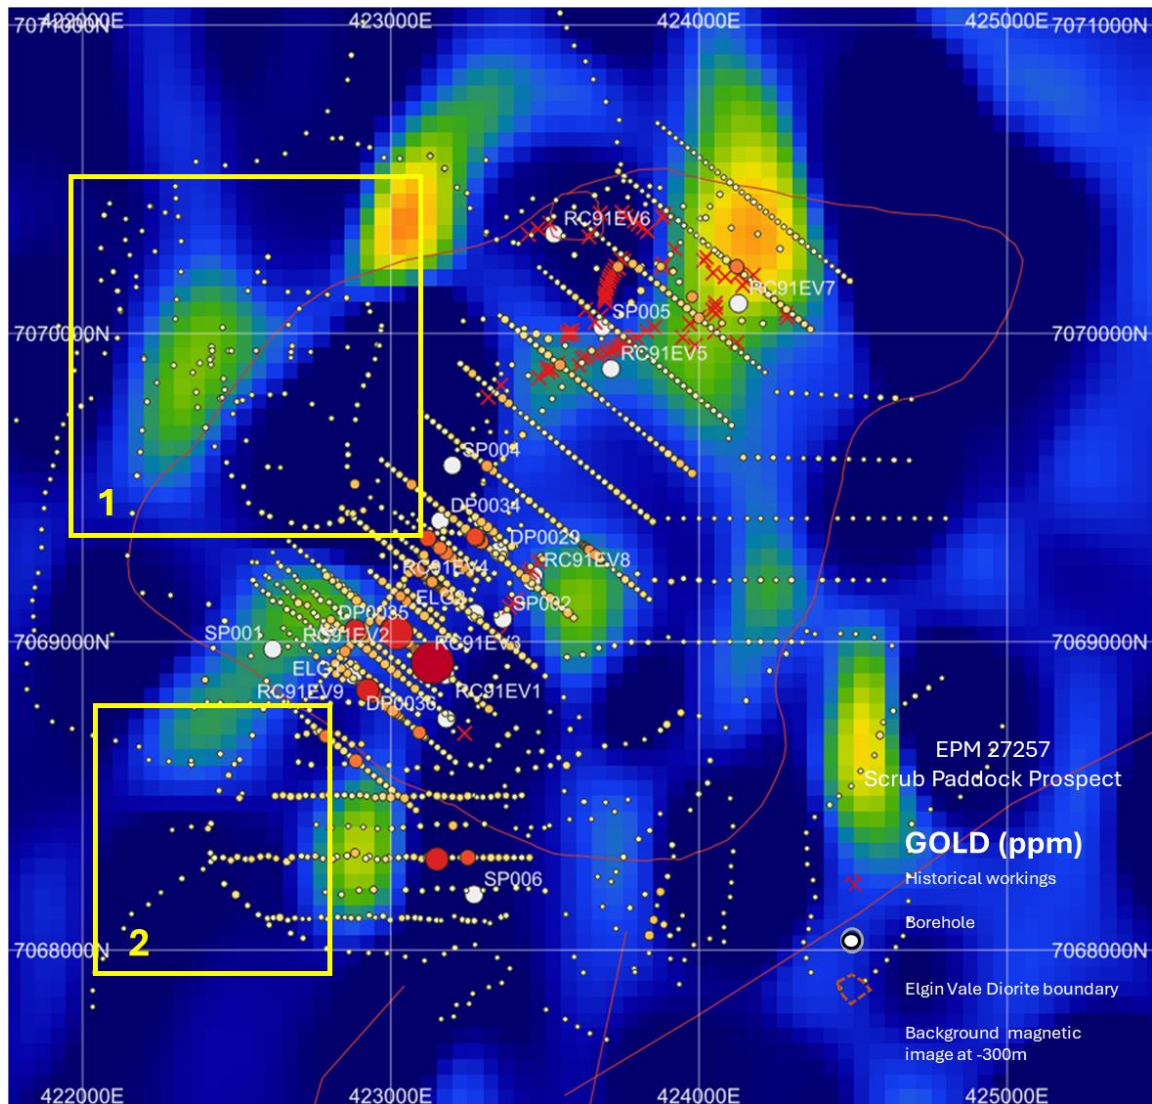 422000E 423000E 424000E 425000E
7071000N 7071000N
RC91EV6
RC91EV7
SP005
7070000N 7070000N
RC91EV5
SP004
1
DP0034
DP0029
RC91EV8
RC91EV4
ELG
SP002
DP0035
SP001
RC91EV2
7069000N 7069000N
RC91EV3
ELG
RC91EV9
RC91EV1
DP0036
EPM 27257
Scrub Paddock Prospect
GOLD (ppm)
Historical workings
SP006
Borehole
2
7068000N 7068000N
Elgin Vale Diorite boundary
Background magnetic
image at -300m
422000E 423000E 424000E 425000E